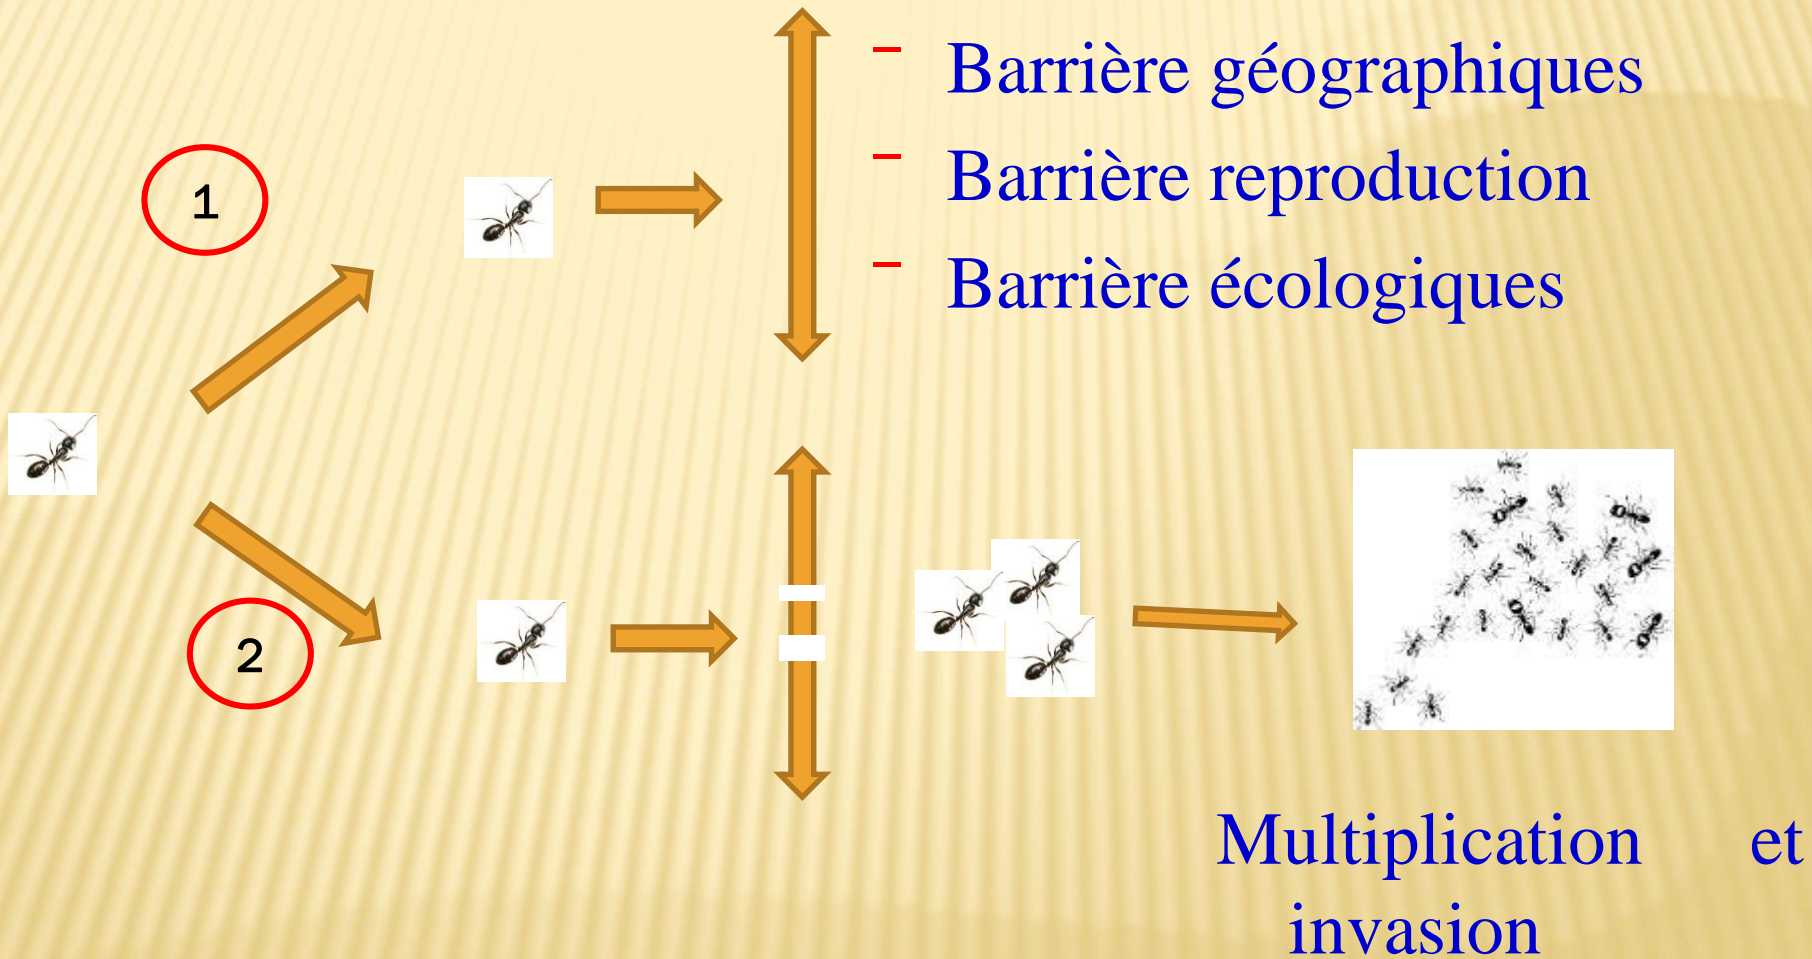 – Barrière géographiques
– Barrière reproduction
– Barrière écologiques
1
2
Multiplication et
invasion